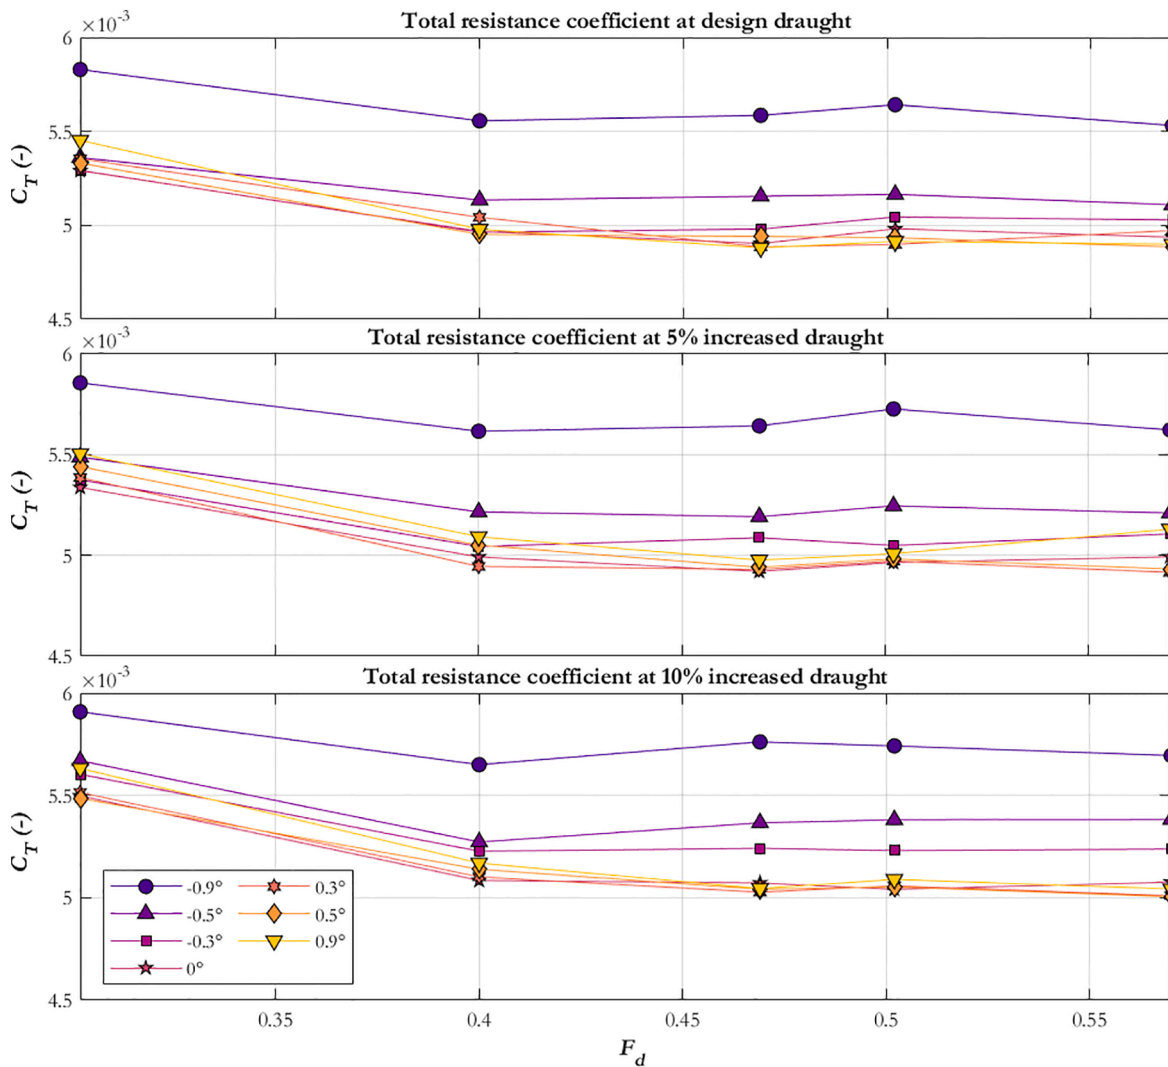 ×10⁻³
Total resistance coefficient at design draught
6
5.5
5
4.5
C_T (-)
×10⁻³
Total resistance coefficient at 5% increased draught
6
5.5
5
4.5
C_T (-)
×10⁻³
Total resistance coefficient at 10% increased draught
6
5.5
5
4.5
C_T (-)
-0.9° 0.3°
-0.5° 0.5°
-0.3° 0.9°
0°
0.35 0.4 0.45 0.5 0.55
F_d